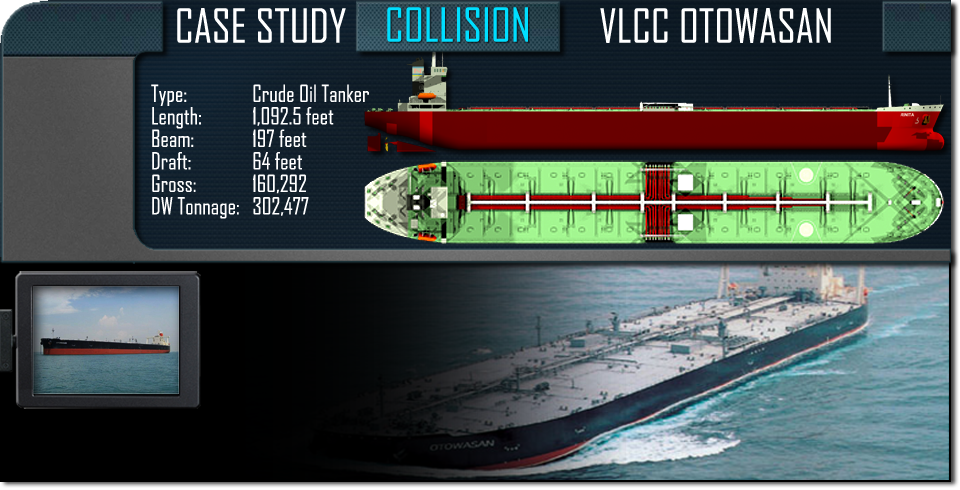 CASE STUDY COLLISION VLCC OTOWASAN
Type: Crude Oil Tanker
Length: 1,092.5 feet
Beam: 197 feet
Draft: 64 feet
Gross: 160,292
DW Tonnage: 302,477
OTOWASAN